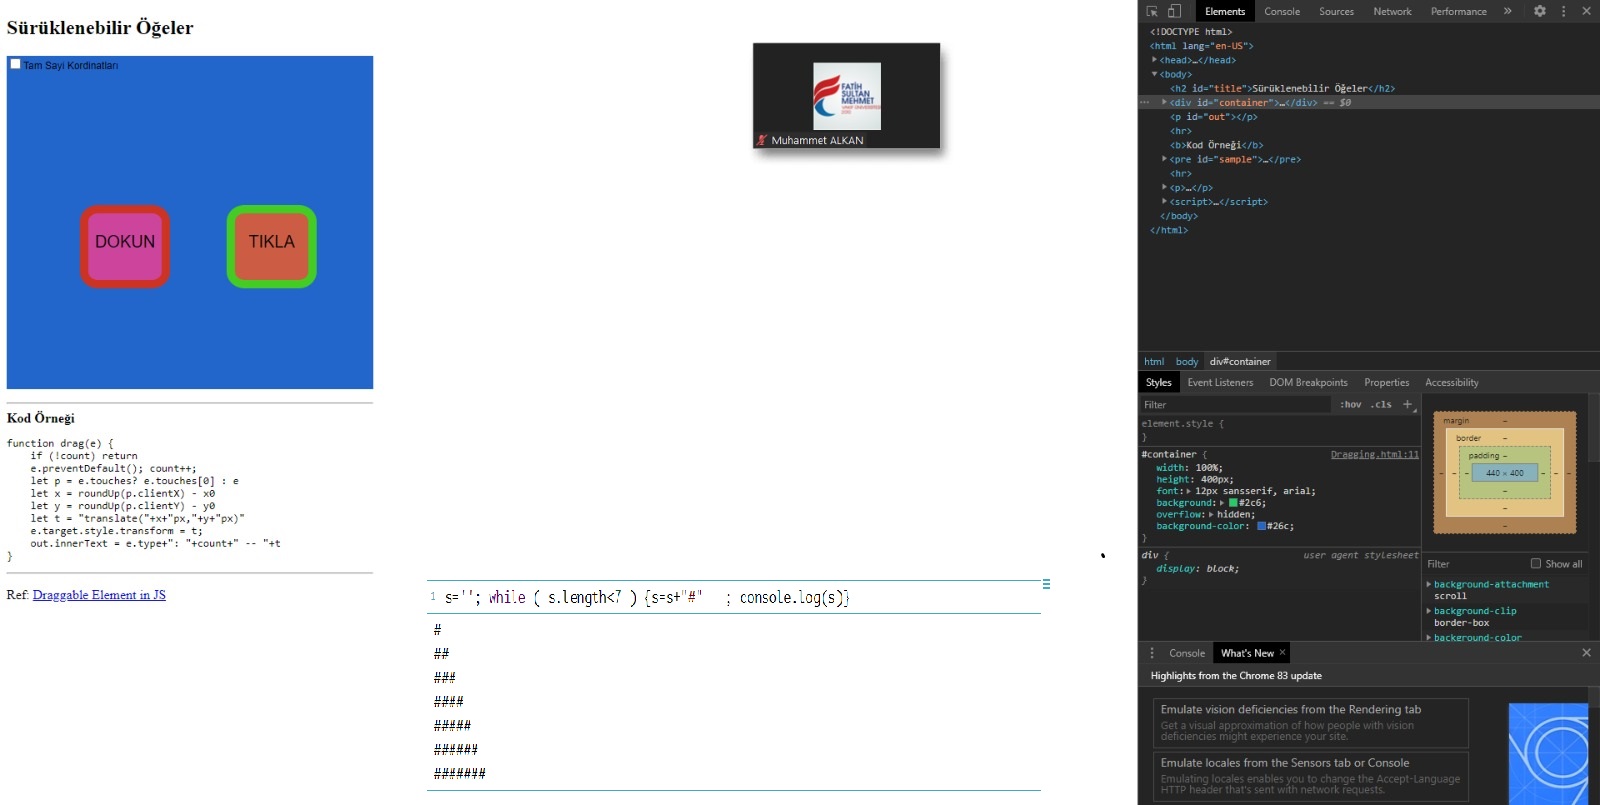 Sürüklenebilir Öğeler
Tam Sayi Kordinatları
DOKUN
TIKLA
Kod Örneği
function drag(e) {
if (!count) return
e.preventDefault(); count++;
let p = e.touches? e.touches[0] : e
let x = roundUp(p.clientX) - x0
let y = roundUp(p.clientY) - y0
let t = "translate("+x+"px,"+y+"px)"
e.target.style.transform = t;
out.innerText = e.type+": "+count+" -- "+t
}
Ref: Draggable Element in JS
FATİH
SULTAN
MEHMET
Muhammet ALKAN
1 s=''; while ( s.length<7 ) {s=s+"#" ; console.log(s)}
#
##
###
####
#####
######
#######
Elements Console Sources Network Performance »
<!DOCTYPE html>
<html lang="en-US">
<head>…</head>
<body>
<h2 id="title">Sürüklenebilir Öğeler</h2>
<div id="container">…</div> == $0
<p id="out"></p>
<hr>
<b>Kod Örneği</b>
<pre id="sample">…</pre>
<hr>
<p>…</p>
<script>…</script>
</body>
</html>
html body div#container
Styles Event Listeners DOM Breakpoints Properties Accessibility
Filter :hov .cls +
element.style {
}
#container { Dragging.html:11
width: 100%;
height: 400px;
font: 12px sansserif, arial;
background: #2c6;
overflow: hidden;
background-color: #26c;
}
div { user agent stylesheet
display: block;
}
margin -
border -
padding -
- - - 440 × 400 - - -
-
-
-
Filter Show all
background-attachment
scroll
background-clip
border-box
background-color
Console What's New ×
Highlights from the Chrome 83 update
Emulate vision deficiencies from the Rendering tab
Get a visual approximation of how people with vision
deficiencies might experience your site.
Emulate locales from the Sensors tab or Console
Emulating locales enables you to change the Accept-Language
HTTP header that's sent with network requests.